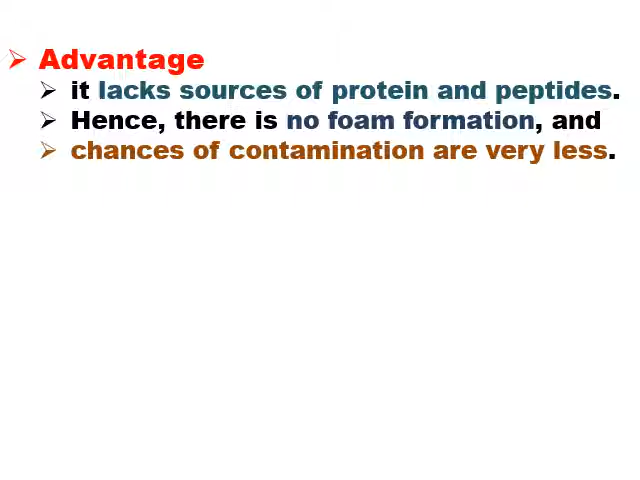 Advantage
it lacks sources of protein and peptides.
Hence, there is no foam formation, and
chances of contamination are very less.